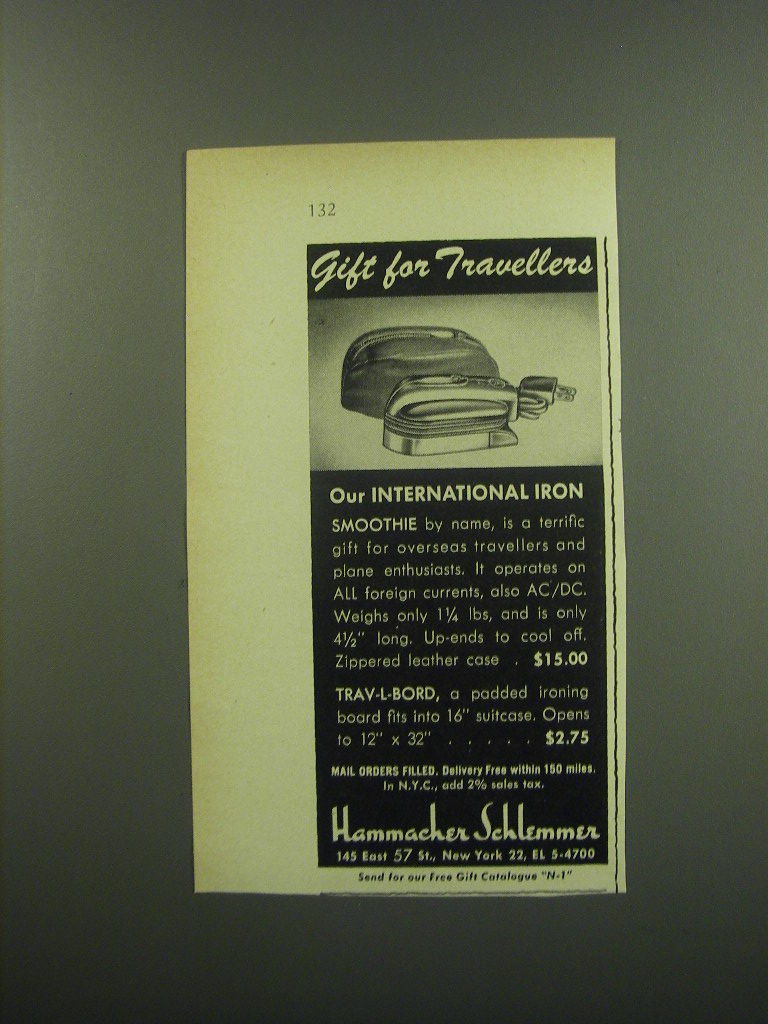 132
Gift for Travellers
Our INTERNATIONAL IRON
SMOOTHIE by name, is a terrific
gift for overseas travellers and
plane enthusiasts. It operates on
ALL foreign currents, also AC/DC.
Weighs only 1¼ lbs, and is only
4½" long. Up-ends to cool off.
Zippered leather case . $15.00
TRAV-L-BORD, a padded ironing
board fits into 16" suitcase. Opens
to 12" x 32" . . . . . $2.75
MAIL ORDERS FILLED. Delivery Free within 150 miles.
In N.Y.C., add 2% sales tax.
Hammacher Schlemmer
145 East 57 St., New York 22, EL 5-4700
Send for our Free Gift Catalogue "N-1"